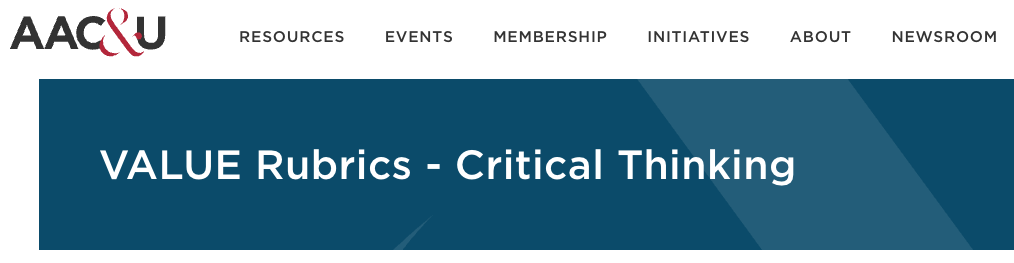 AAC&U
RESOURCES EVENTS MEMBERSHIP INITIATIVES ABOUT NEWSROOM
VALUE Rubrics - Critical Thinking